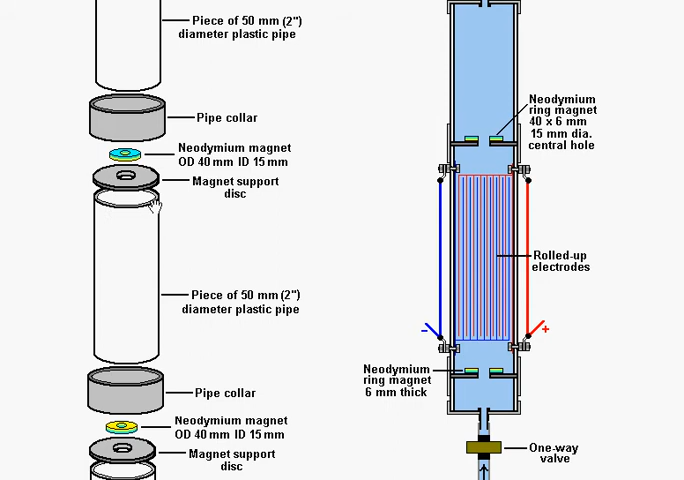 Piece of 50 mm (2")
diameter plastic pipe
Pipe collar
Neodymium magnet
OD 40 mm ID 15 mm
Magnet support
disc
Piece of 50 mm (2")
diameter plastic pipe
Pipe collar
Neodymium magnet
OD 40 mm ID 15 mm
Magnet support
disc
Neodymium
ring magnet
40 x 6 mm
15 mm dia.
central hole
Rolled-up
electrodes
–
+
Neodymium
ring magnet
6 mm thick
One-way
valve